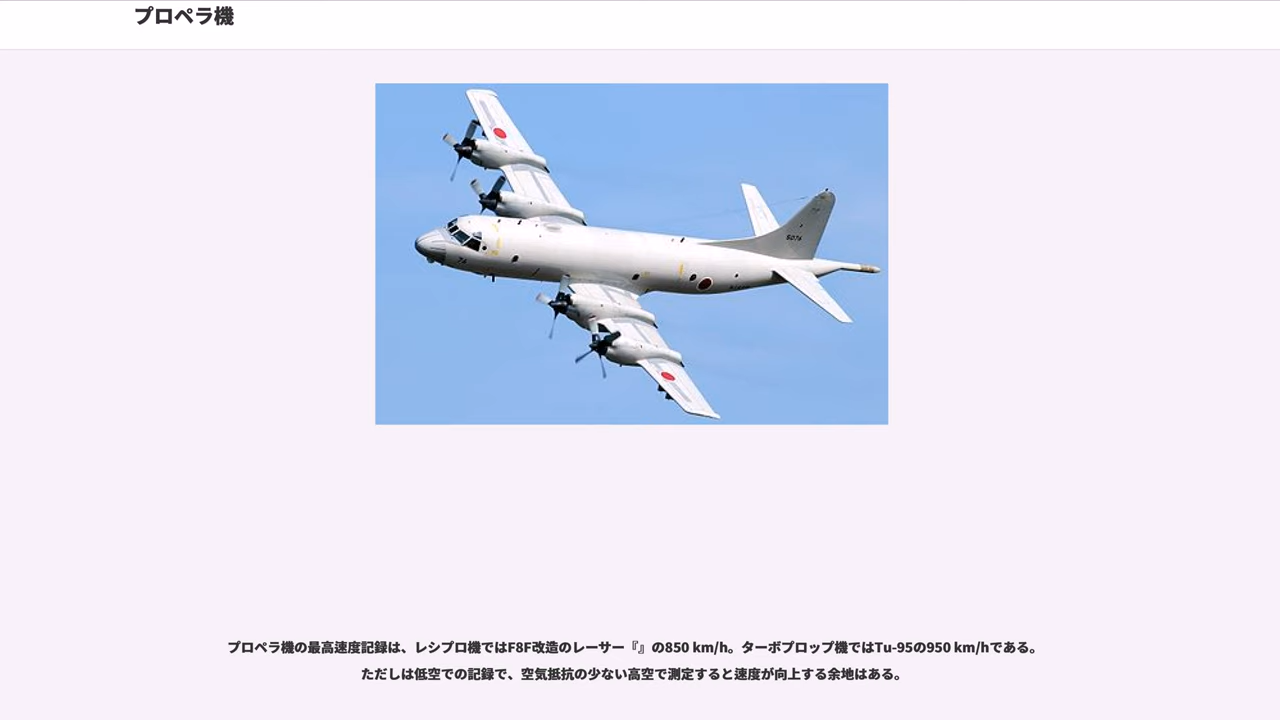 プロペラ機
5076
プロペラ機の最高速度記録は、レシプロ機ではF8F改造のレーサー『』の850 km/h。ターボプロップ機ではTu-95の950 km/hである。
ただしは低空での記録で、空気抵抗の少ない高空で測定すると速度が向上する余地はある。